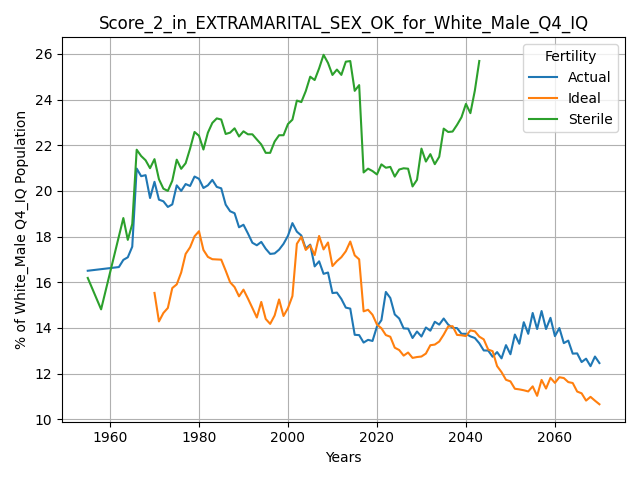 Score_2_in_EXTRAMARITAL_SEX_OK_for_White_Male_Q4_IQ
% of White_Male Q4_IQ Population
26
24
22
20
18
16
14
12
10
Fertility
Actual
Ideal
Sterile
1960 1980 2000 2020 2040 2060
Years